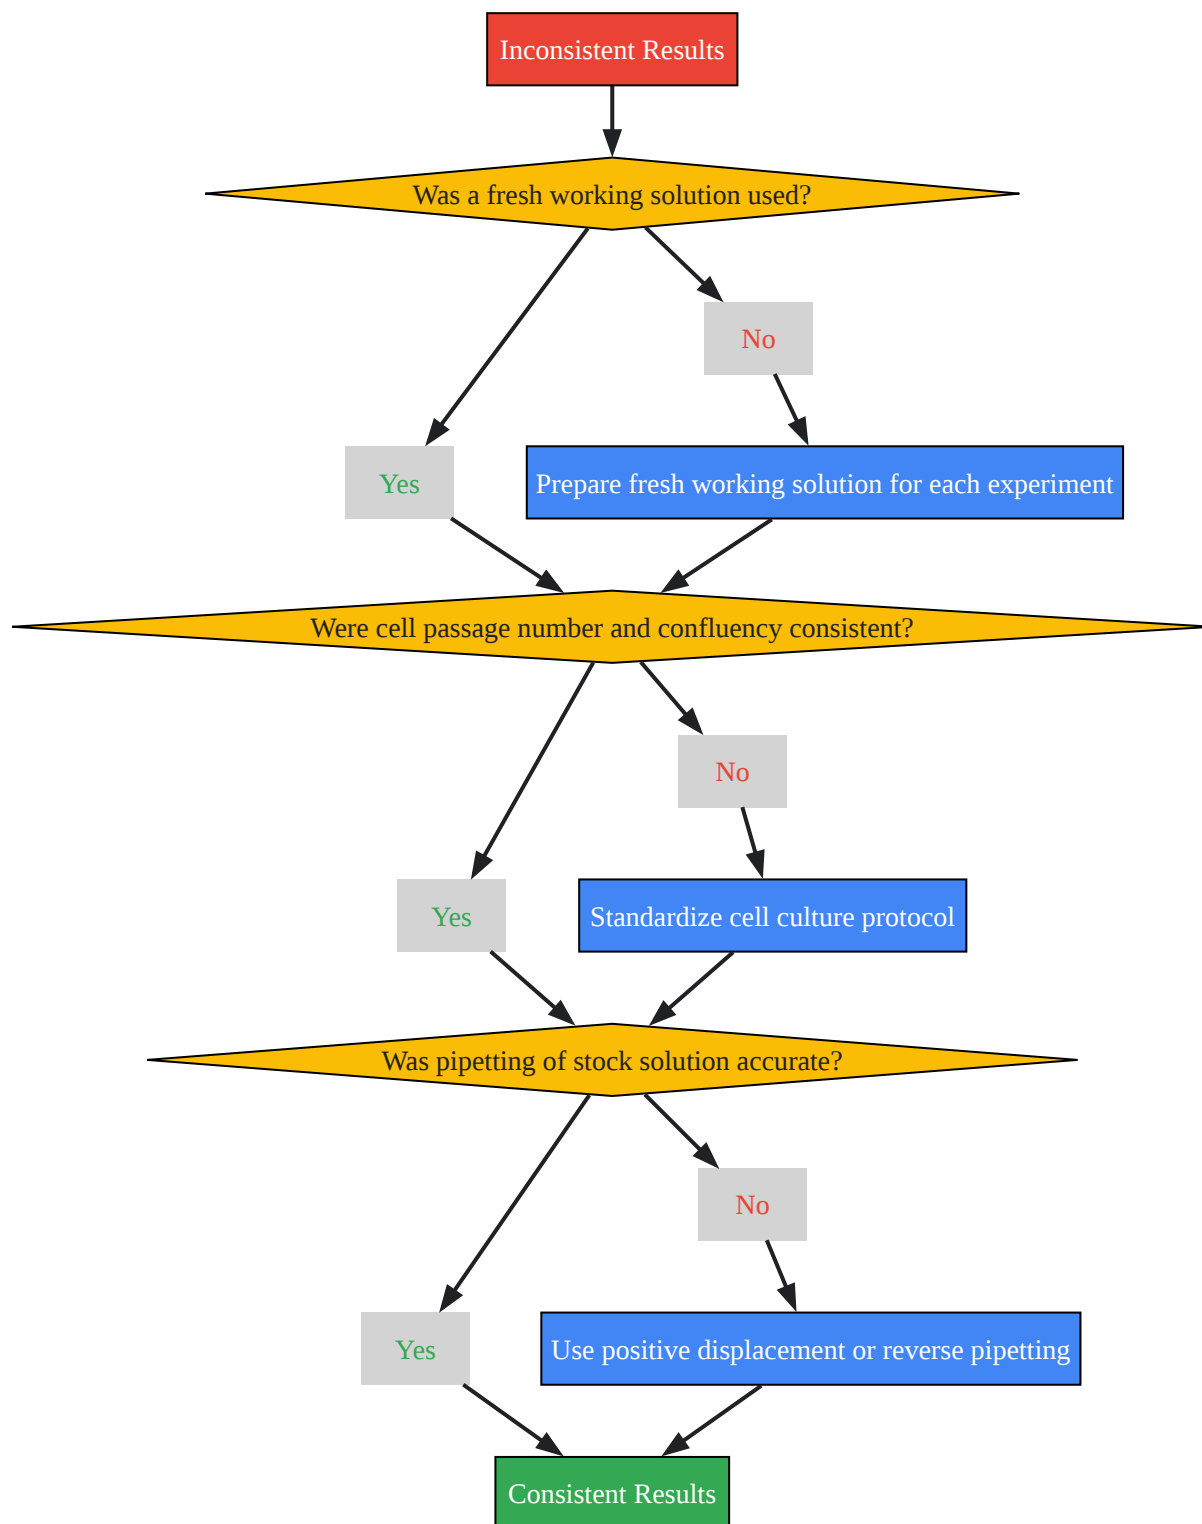 Inconsistent Results
Was a fresh working solution used?
No
Yes
Prepare fresh working solution for each experiment
Were cell passage number and confluency consistent?
No
Yes
Standardize cell culture protocol
Was pipetting of stock solution accurate?
No
Yes
Use positive displacement or reverse pipetting
Consistent Results